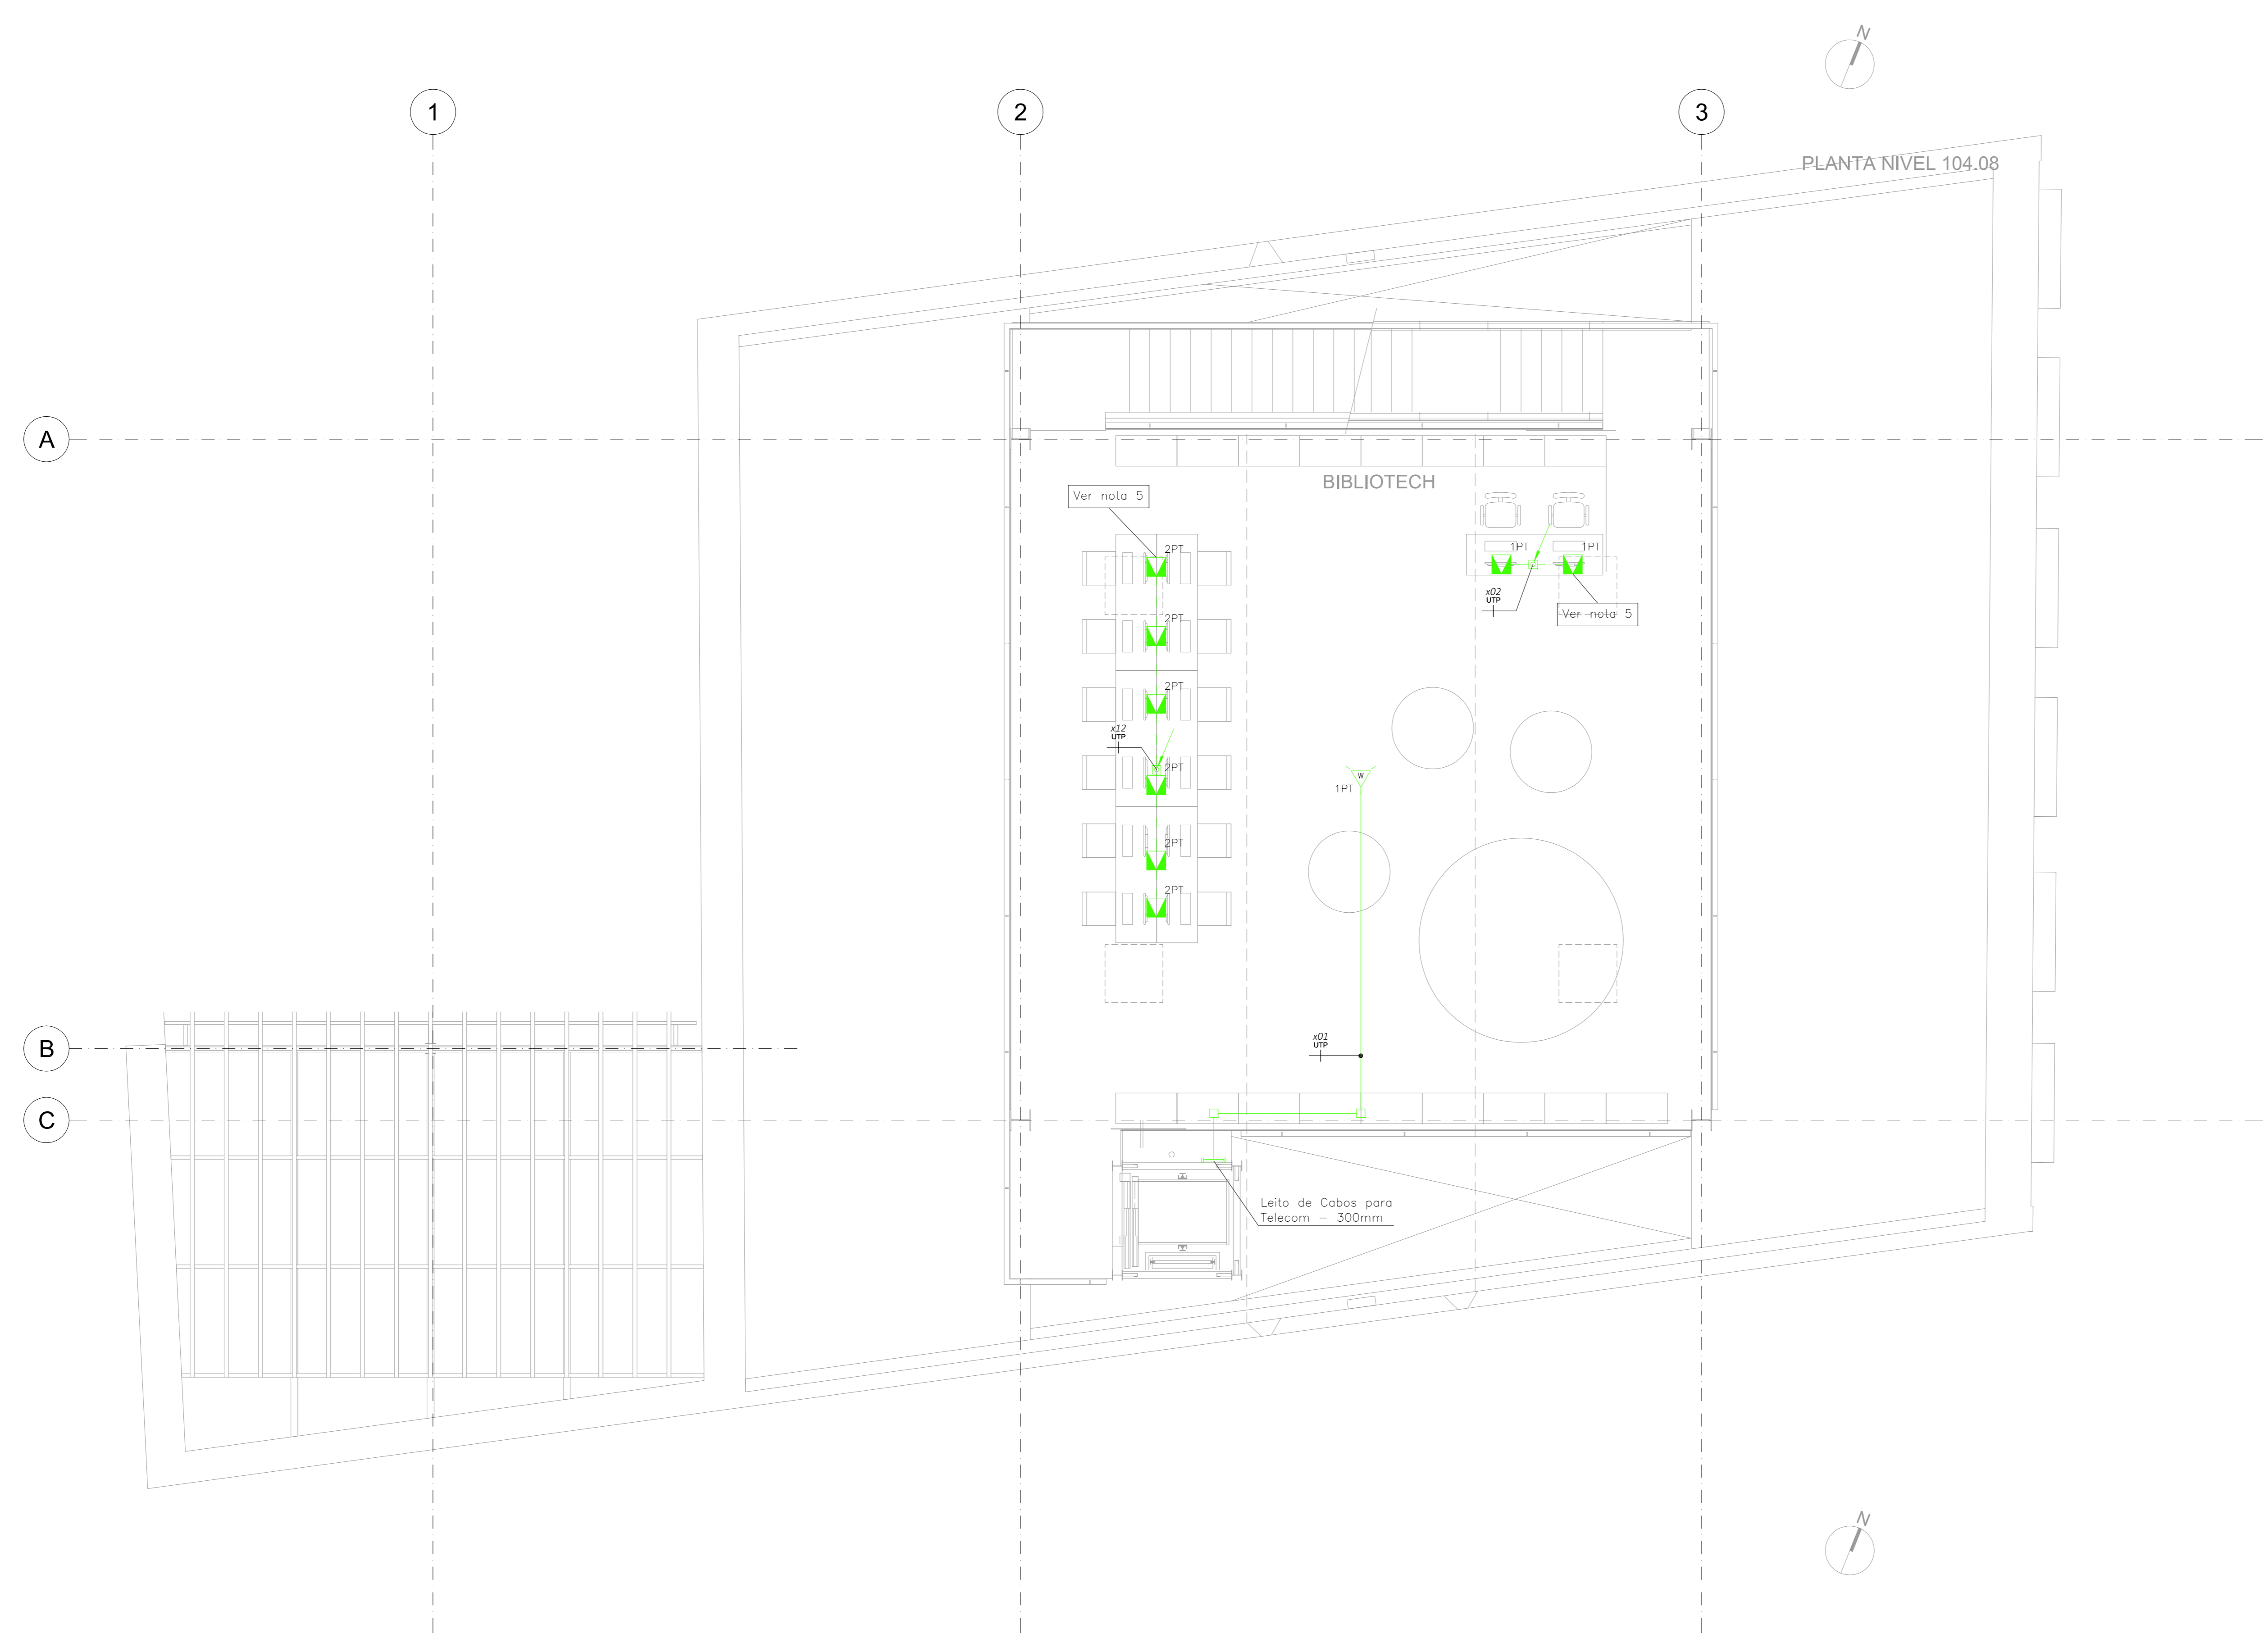 N
1
2
3
PLANTA NIVEL 104.08
A
BIBLIOTECH
Ver nota 5
2PT
1PT
1PT
x02
UTP
Ver nota 5
2PT
2PT
x12
UTP
2PT
W
1PT
2PT
2PT
x01
UTP
B
C
Leito de Cabos para
Telecom - 300mm
N